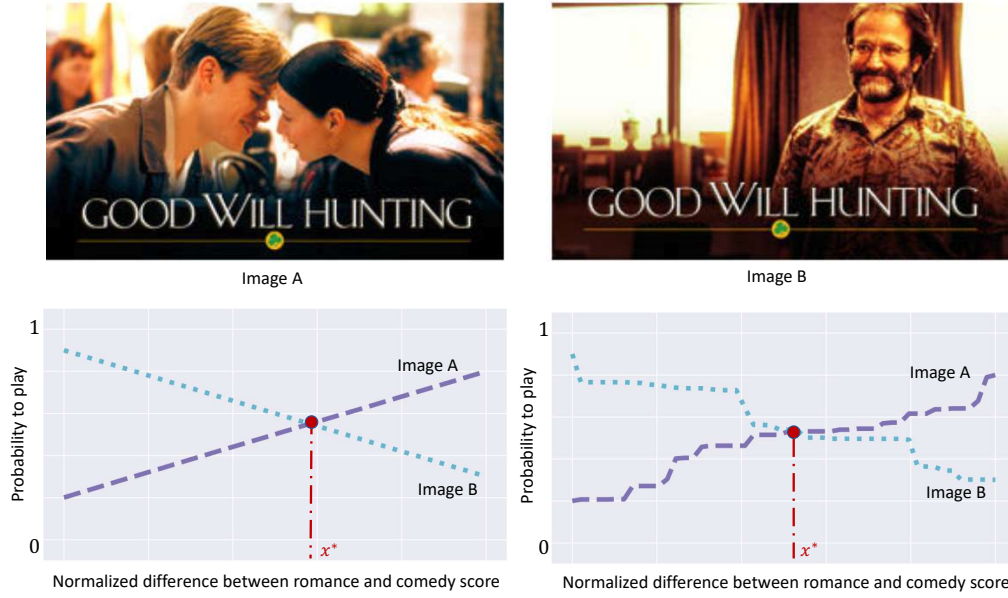 GOOD WILL HUNTING
GOOD WILL HUNTING
Image A
Image B
1
Probability to play
Image A
Image B
0
x*
Normalized difference between romance and comedy score
1
Probability to play
Image A
Image B
0
x*
Normalized difference between romance and comedy score